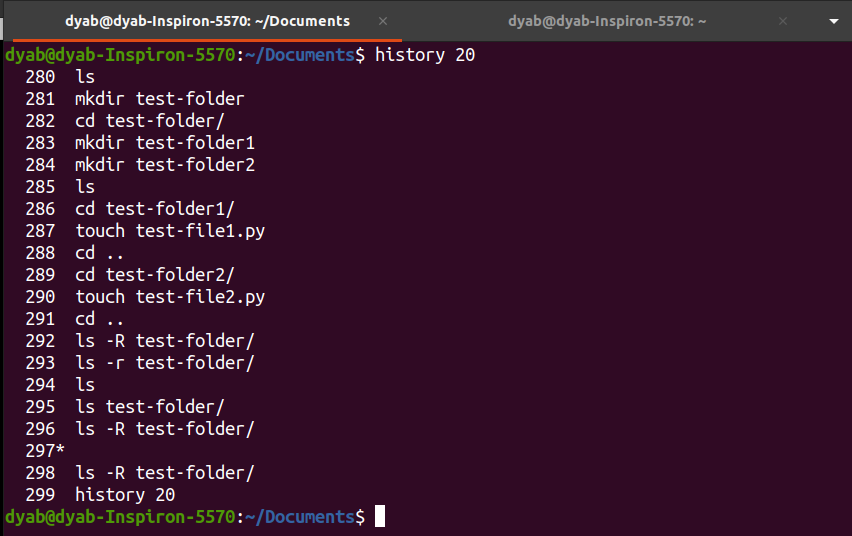 dyab@dyab-Inspiron-5570: ~/Documents × dyab@dyab-Inspiron-5570: ~ ×
dyab@dyab-Inspiron-5570:~/Documents$ history 20
280 ls
281 mkdir test-folder
282 cd test-folder/
283 mkdir test-folder1
284 mkdir test-folder2
285 ls
286 cd test-folder1/
287 touch test-file1.py
288 cd ..
289 cd test-folder2/
290 touch test-file2.py
291 cd ..
292 ls -R test-folder/
293 ls -r test-folder/
294 ls
295 ls test-folder/
296 ls -R test-folder/
297*
298 ls -R test-folder/
299 history 20
dyab@dyab-Inspiron-5570:~/Documents$